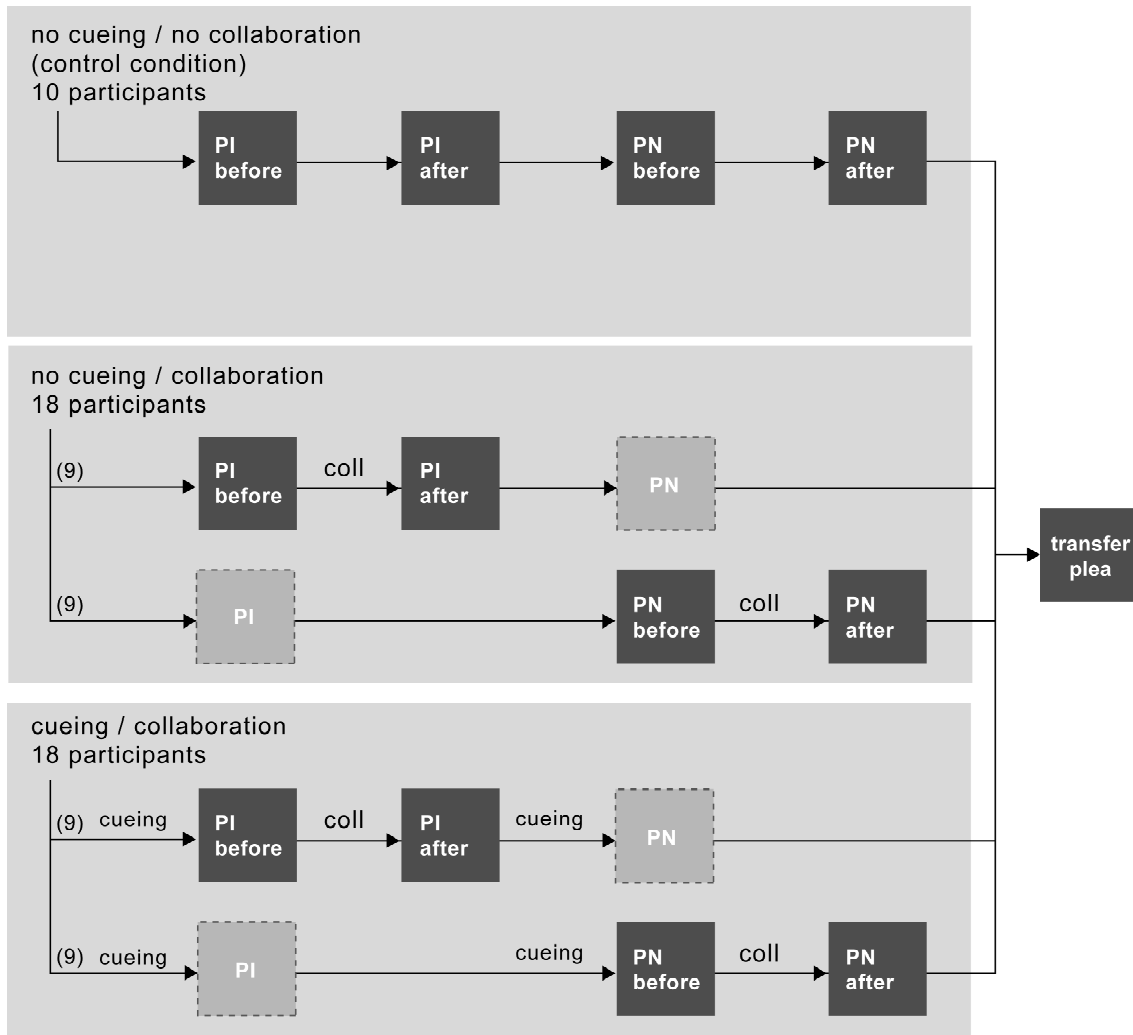 no cueing / no collaboration
(control condition)
10 participants
PI
before
PI
after
PN
before
PN
after
no cueing / collaboration
18 participants
(9)
PI
before
coll
PI
after
PN
(9)
PI
PN
before
coll
PN
after
transfer
plea
cueing / collaboration
18 participants
(9) cueing
PI
before
coll
PI
after
cueing
PN
(9) cueing
PI
cueing
PN
before
coll
PN
after